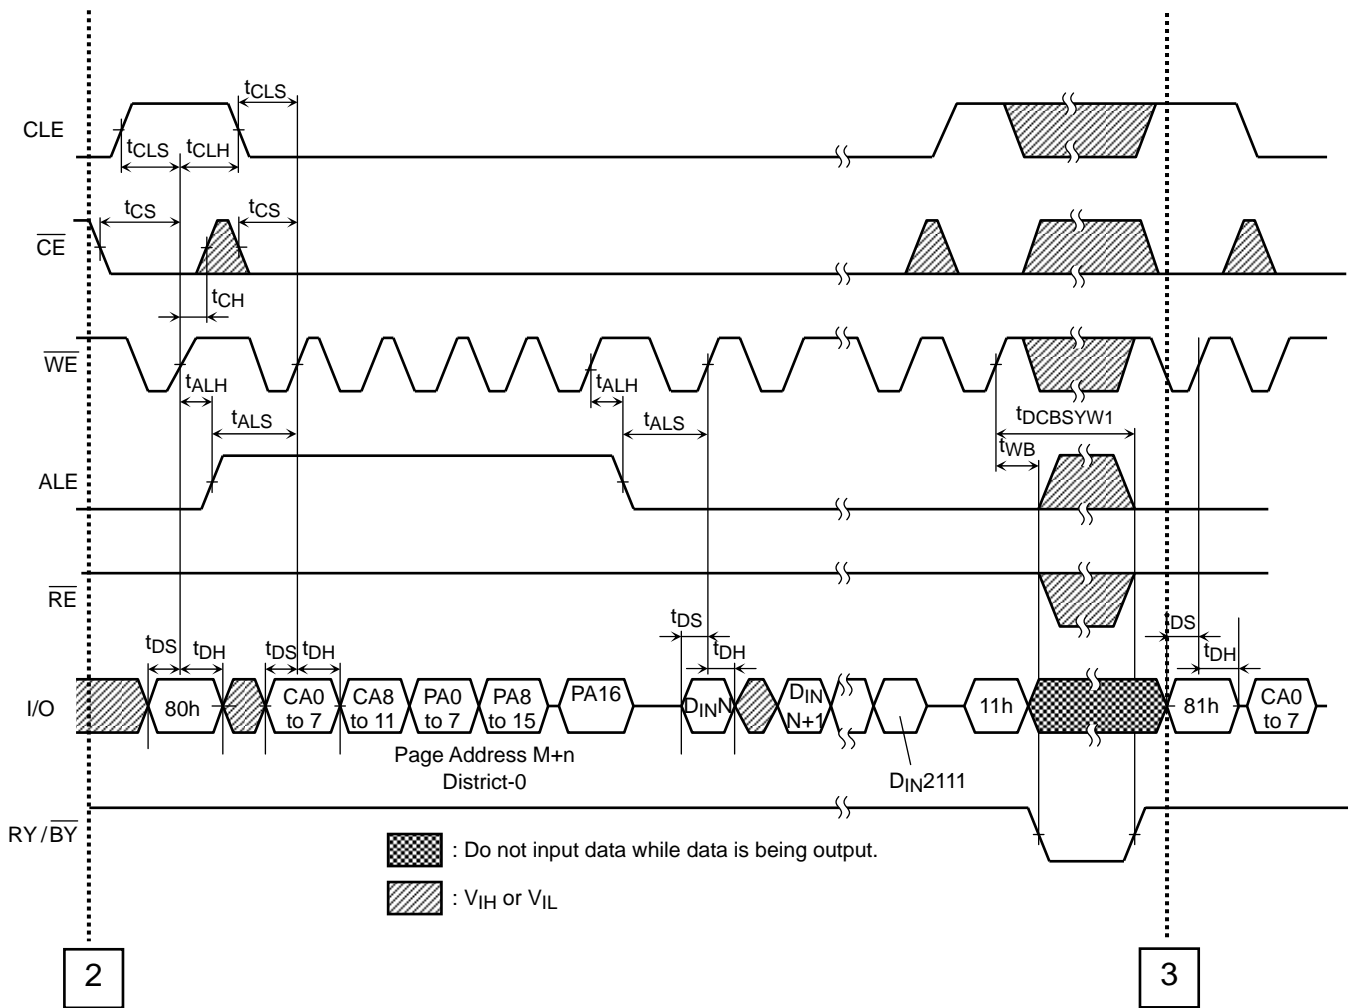 tCLS
CLE
tCLS
tCLH
tCS
tCS
CE
tCH
WE
tALH
tALH
tALS
tALS
tDCBSYW1
tWB
ALE
RE
tDS
tDH
tDS
tDH
tDS
tDH
DS
tDH
I/O
80h
CA0 to 7
CA8 to 11
PA0 to 7
PA8 to 15
PA16
DINN
DIN N+1
11h
81h
CA0 to 7
Page Address M+n
District-0
DIN2111
RY/BY
: Do not input data while data is being output.
: VIH or VIL
2
3